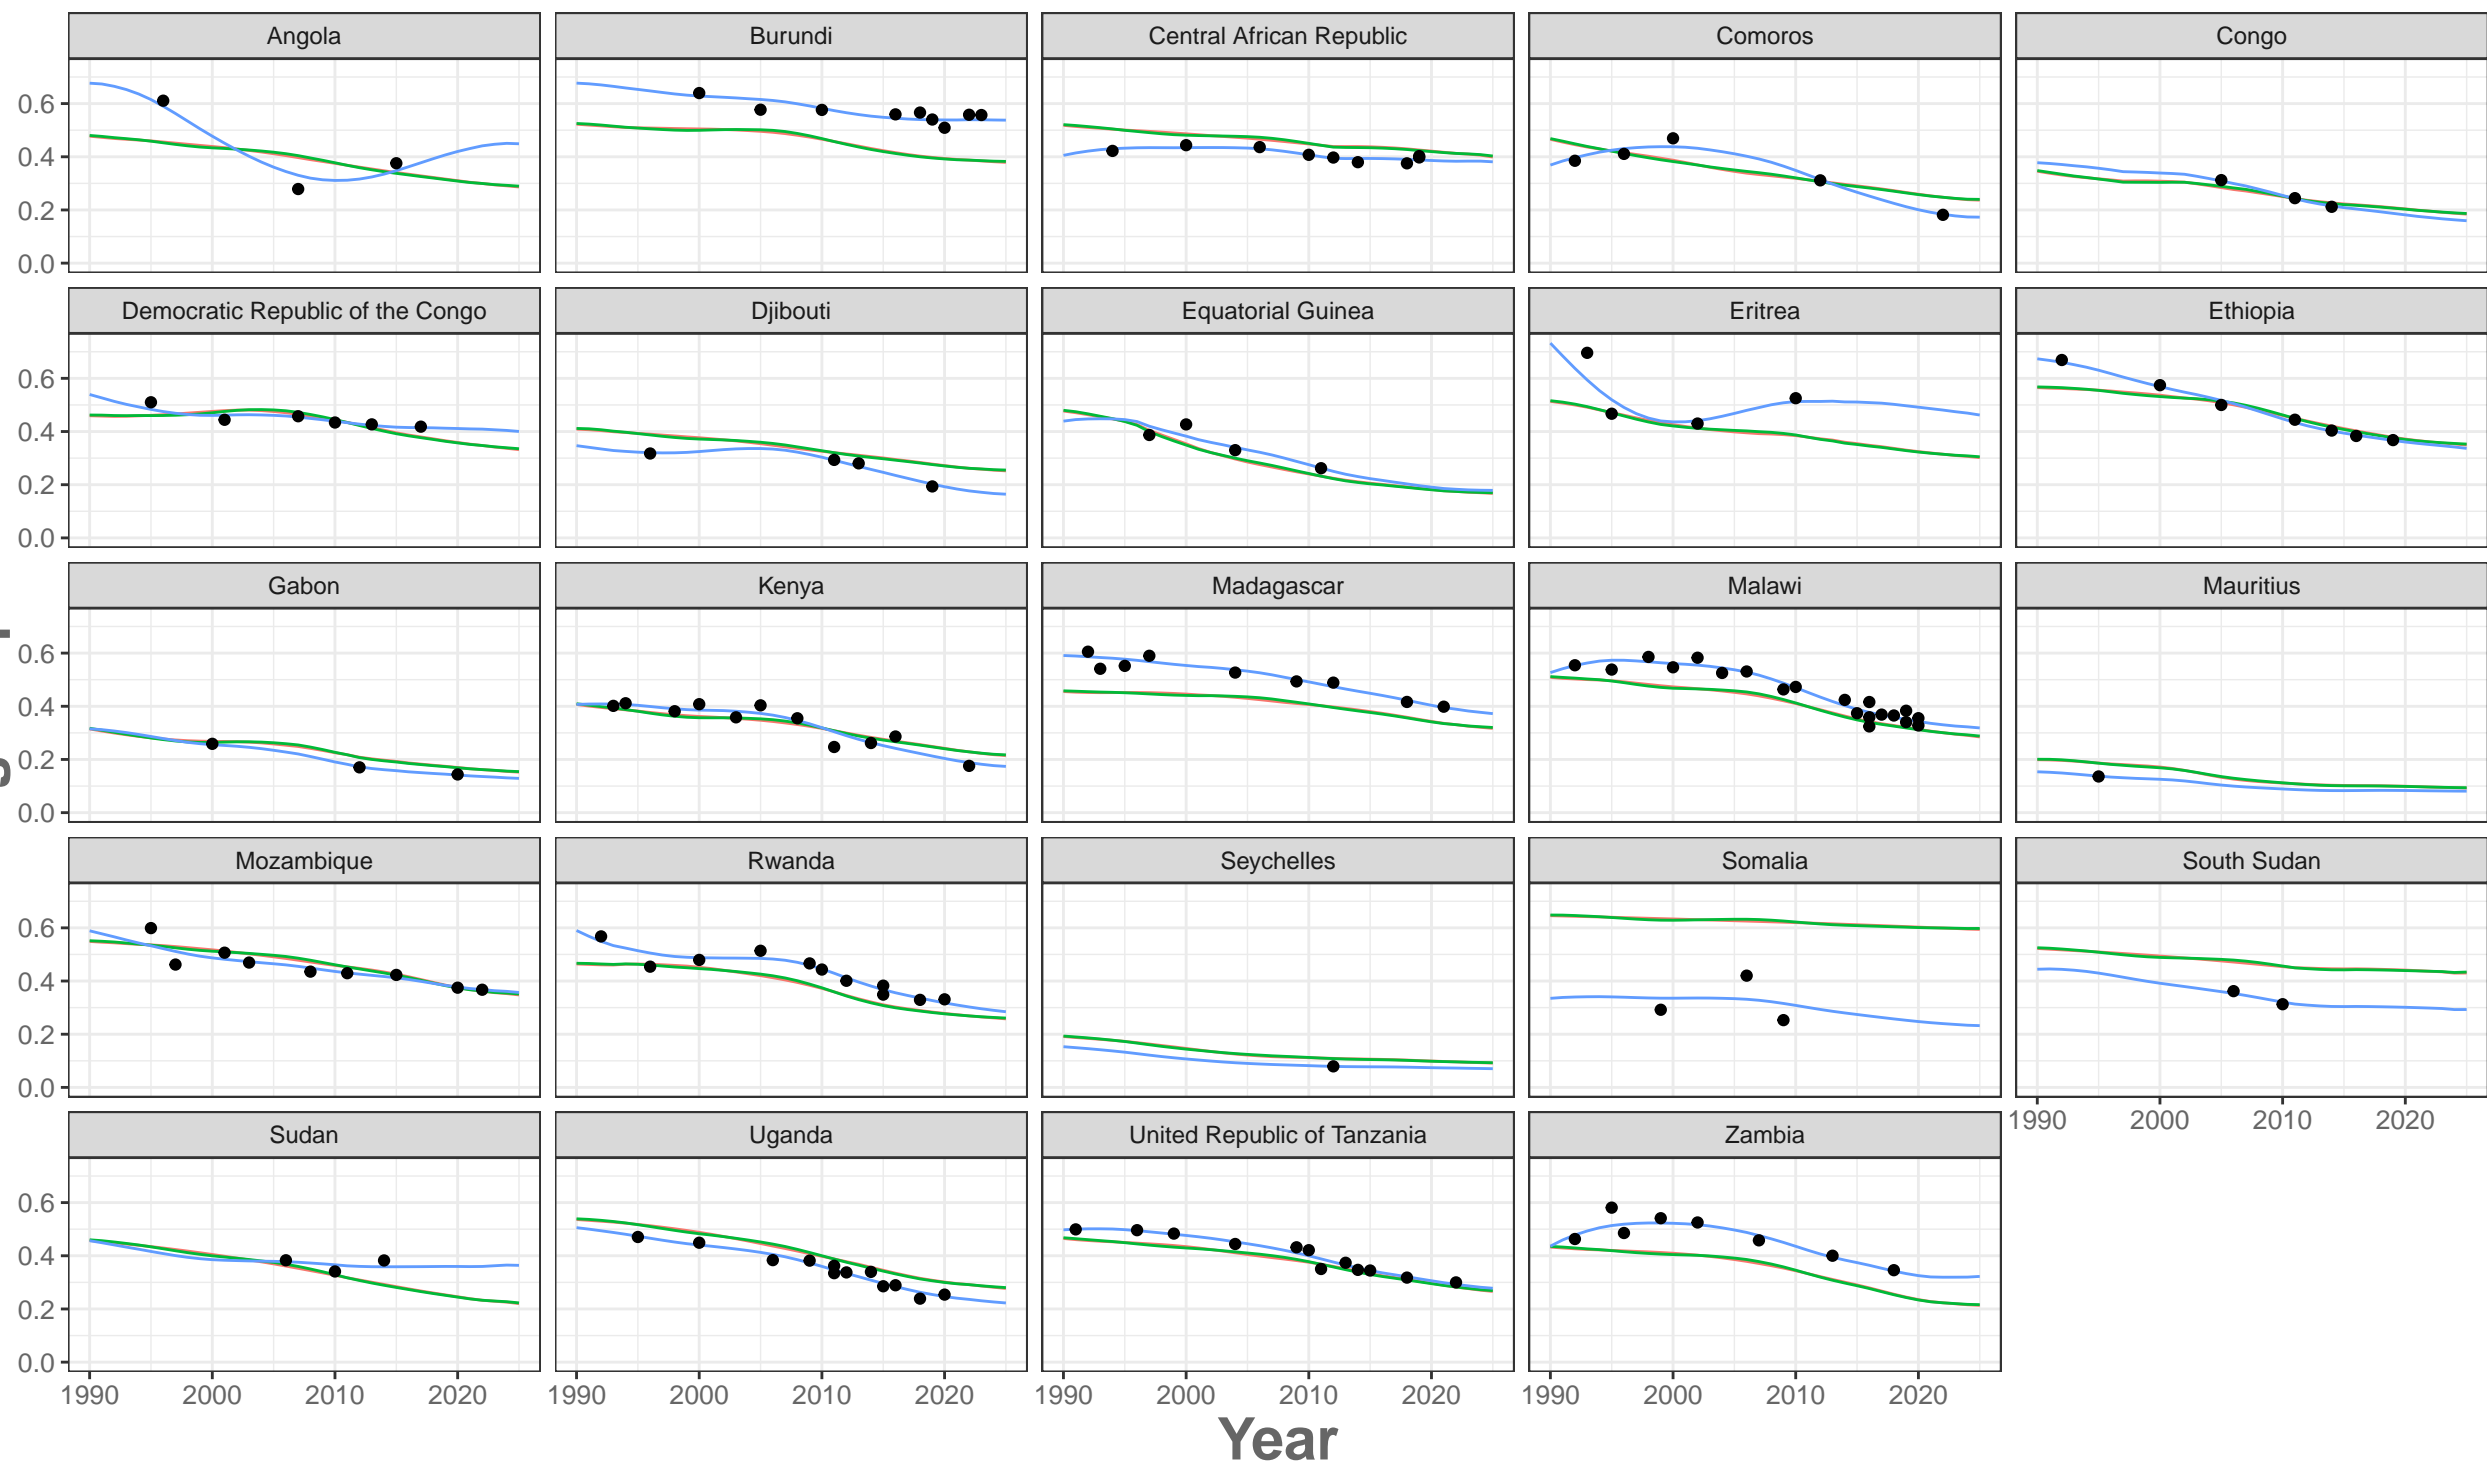 Angola Burundi Central African Republic Comoros Congo
0.6
0.4
0.2
0.0
Democratic Republic of the Congo Djibouti Equatorial Guinea Eritrea Ethiopia
0.6
0.4
0.2
0.0
Gabon Kenya Madagascar Malawi Mauritius
0.6
0.4
0.2
0.0
Mozambique Rwanda Seychelles Somalia South Sudan
0.6
0.4
0.2
0.0
1990 2000 2010 2020
Sudan Uganda United Republic of Tanzania Zambia
0.6
0.4
0.2
0.0
1990 2000 2010 2020 1990 2000 2010 2020 1990 2000 2010 2020 1990 2000 2010 2020
Year